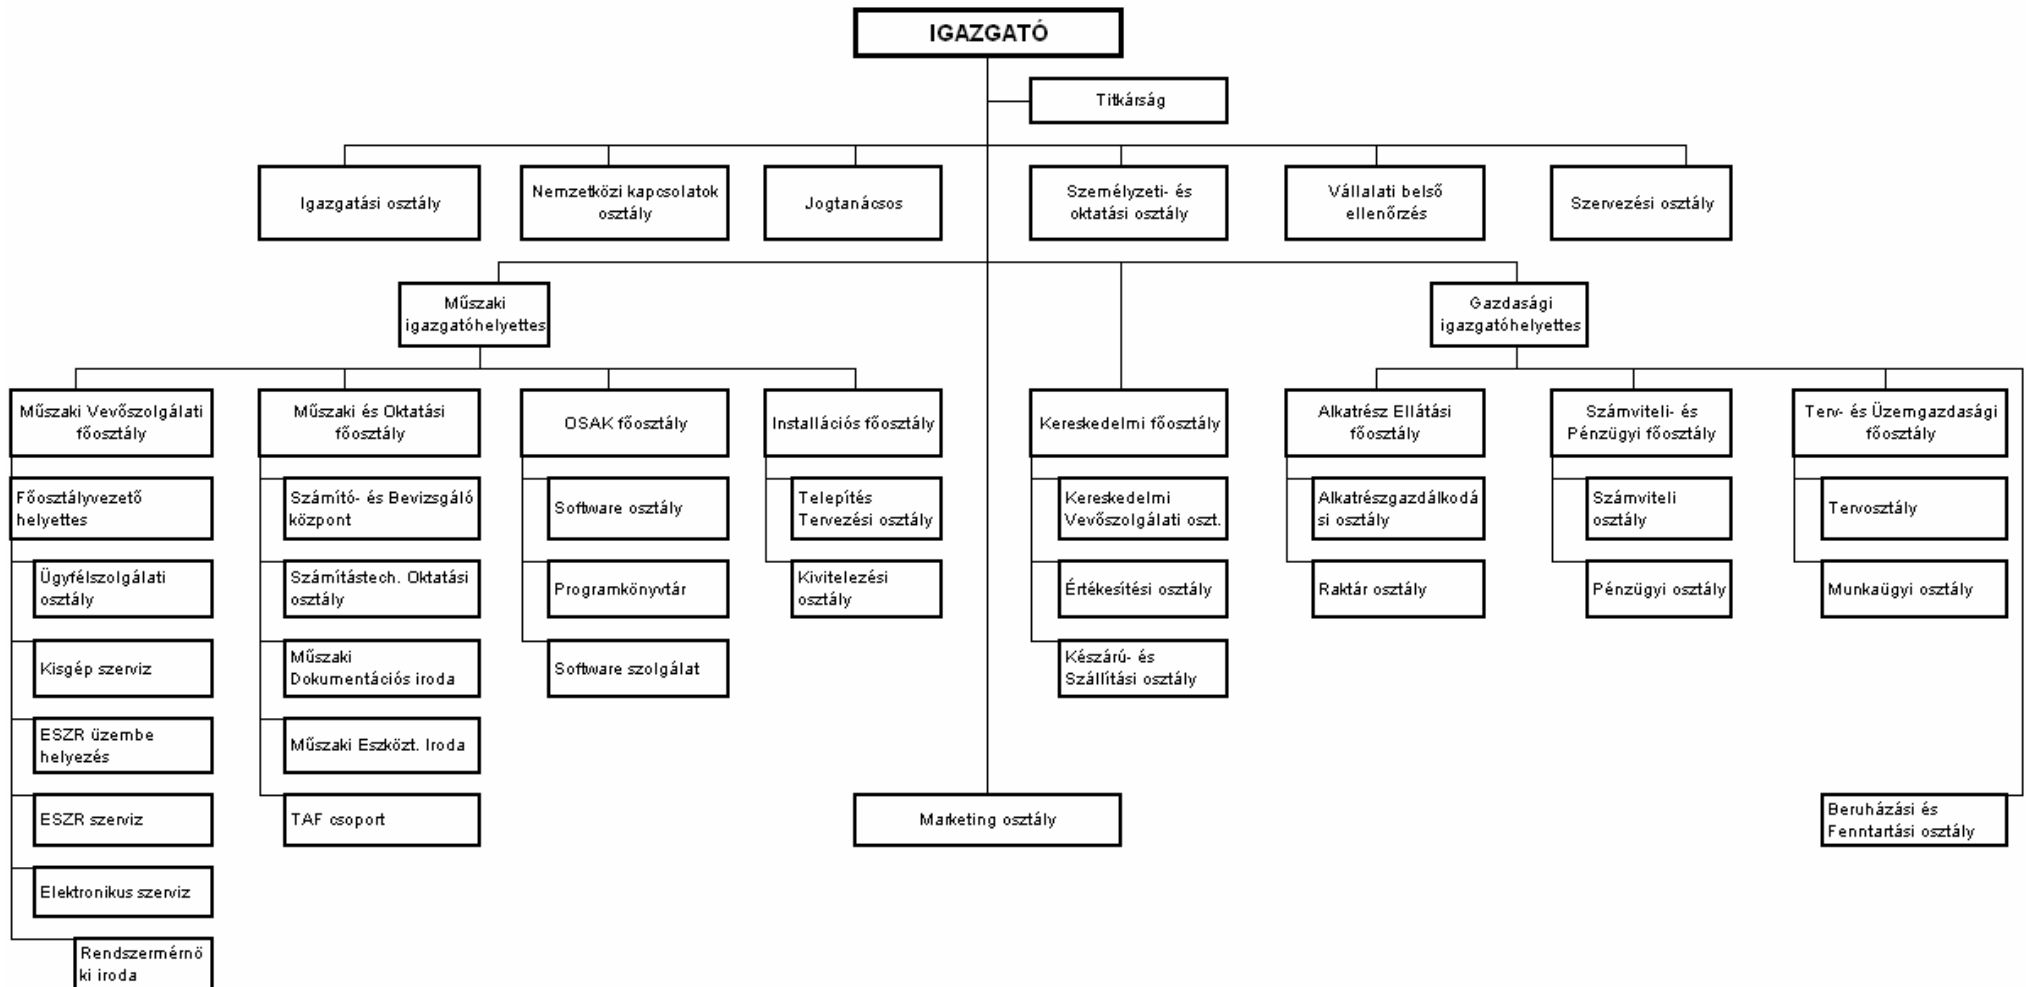 IGAZGATÓ
Titkárság
Igazgatási osztály
Nemzetközi kapcsolatok
osztály
Jogtanácsos
Személyzeti- és
oktatási osztály
Vállalati belső
ellenőrzés
Szervezési osztály
Műszaki
igazgatóhelyettes
Gazdasági
igazgatóhelyettes
Műszaki Vevőszolgálati
főosztály
Műszaki és Oktatási
főosztály
OSAK főosztály
Installációs főosztály
Kereskedelmi főosztály
Alkatrész Ellátási
főosztály
Számviteli- és
Pénzügyi főosztály
Terv- és Üzemgazdasági
főosztály
Főosztályvezető
helyettes
Számító- és Bevizsgáló
központ
Software osztály
Telepítés
Tervezési osztály
Kereskedelmi
Vevőszolgálati oszt.
Alkatrészgazdálkodá
si osztály
Számviteli
osztály
Tervosztály
Ügyfélszolgálati
osztály
Számítástech. Oktatási
osztály
Programkönyvtár
Kivitelezési
osztály
Értékesítési osztály
Raktár osztály
Pénzügyi osztály
Munkaügyi osztály
Kisgép szerviz
Műszaki
Dokumentációs iroda
Software szolgálat
Készárú- és
Szállítási osztály
ESZR üzembe
helyezés
Műszaki Eszközt. Iroda
ESZR szerviz
TAF csoport
Marketing osztály
Beruházási és
Fenntartási osztály
Elektronikus szerviz
Rendszermérnö
ki iroda